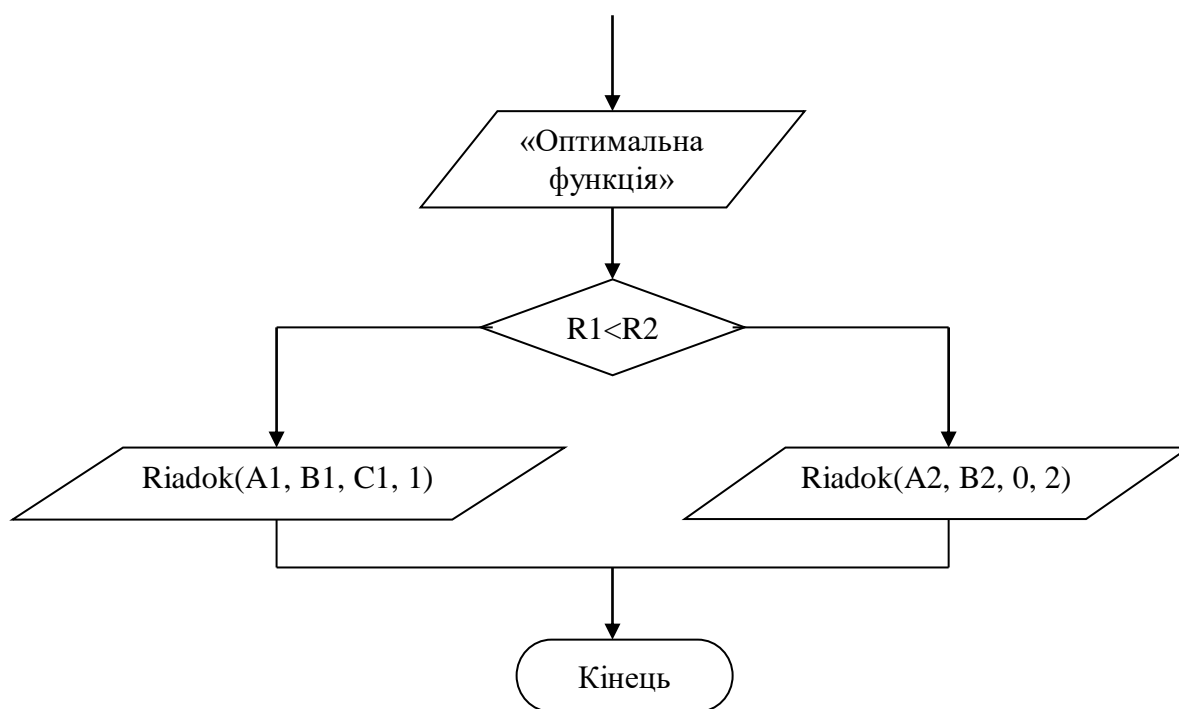 «Оптимальна
функція»
R1<R2
Riadok(A1, B1, C1, 1)
Riadok(A2, B2, 0, 2)
Кінець